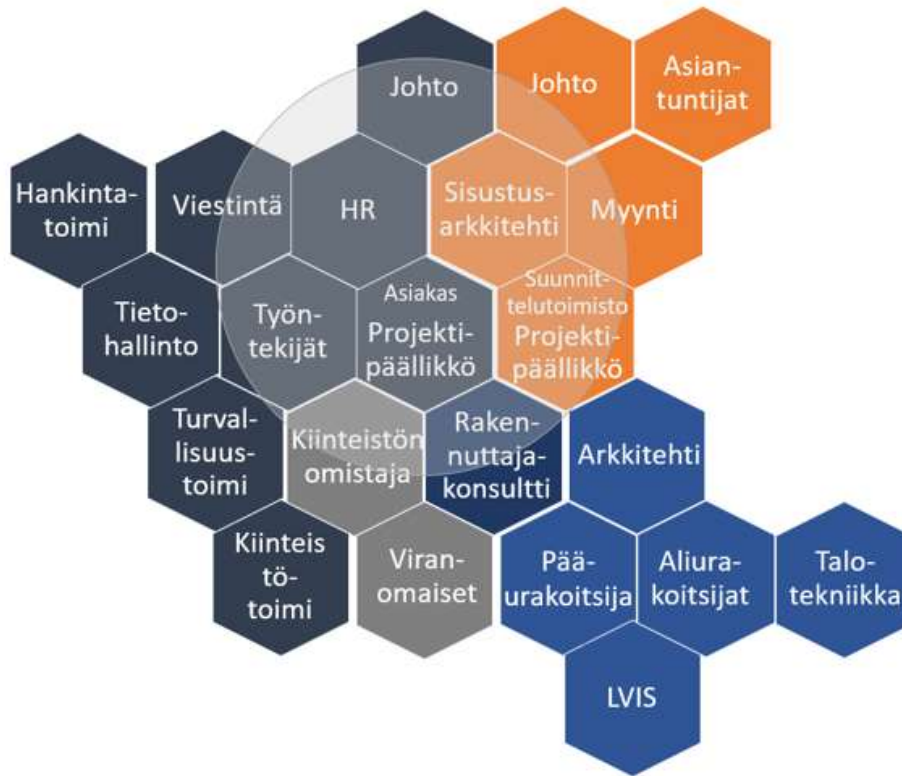 Johto
Johto
Asian-
tuntijat
Hankinta-
toimi
Viestintä
HR
Sisustus-
arkkitehti
Myynti
Tieto-
hallinto
Työn-
tekijät
Asiakas
Projekti-
päällikkö
Suunnit-
telutoimisto
Projekti-
päällikkö
Turval-
lisuus-
toimi
Kiinteistön
omistaja
Raken-
nuttaja-
konsultti
Arkkitehti
Kiinteis
tö-
toimi
Viran-
omaiset
Pää-
urakoitsija
Aliura-
koitsijat
Talo-
tekniikka
LVIS